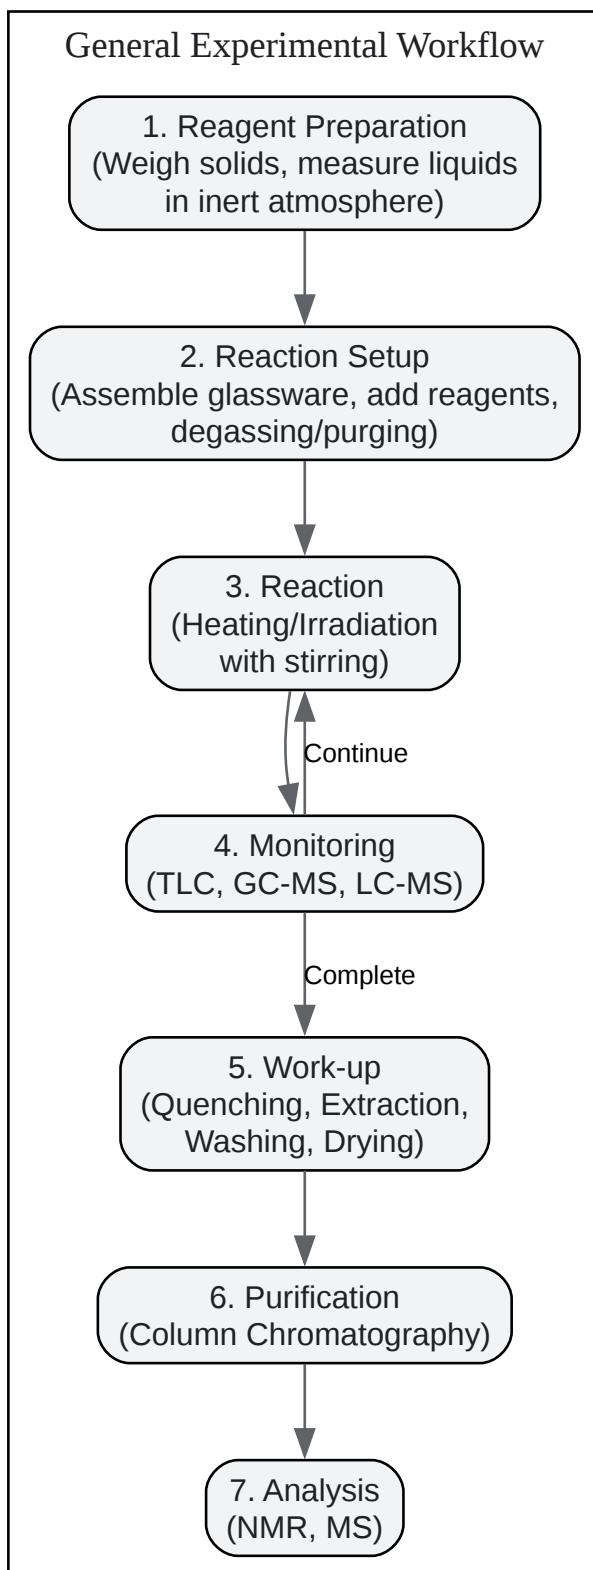 General Experimental Workflow
1. Reagent Preparation
(Weigh solids, measure liquids
in inert atmosphere)
2. Reaction Setup
(Assemble glassware, add reagents,
degassing/purging)
3. Reaction
(Heating/Irradiation
with stirring)
Continue
4. Monitoring
(TLC, GC-MS, LC-MS)
Complete
5. Work-up
(Quenching, Extraction,
Washing, Drying)
6. Purification
(Column Chromatography)
7. Analysis
(NMR, MS)